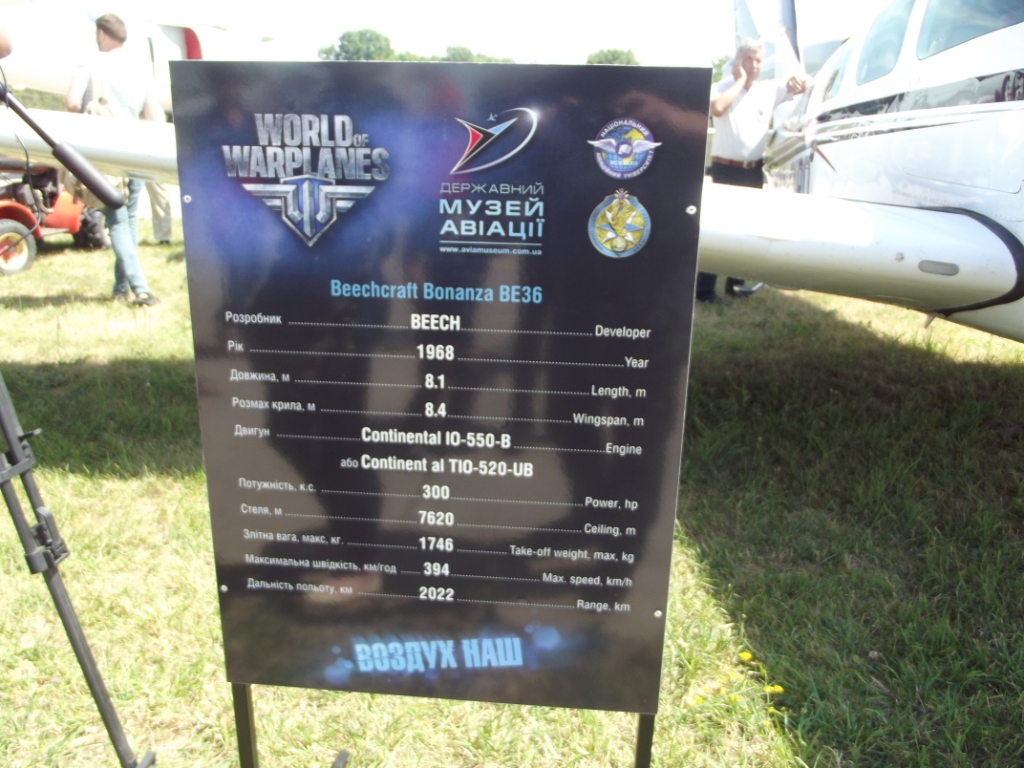 WORLD OF
WARPLANES
ДЕРЖАВНИЙ
МУЗЕЙ
АВІАЦІЇ
www.aviamuseum.com.ua
НАЦІОНАЛЬНИЙ
Beechcraft Bonanza BE36
Розробник BEECH Developer
Рік 1968 Year
Довжина, м 8.1 Length, m
Розмах крила, м 8.4 Wingspan, m
Двигун Continental IO-550-B Engine
або Continent al TIO-520-UB
Потужність, к.с. 300 Power, hp
Стеля, м 7620 Ceiling, m
Злітна вага, макс, кг. 1746 Take-off weight, max, kg
Максимальна швідкість, км/год 394 Max. speed, km/h
Дальність польоту, км 2022 Range, km
ВОЗДУХ НАШ